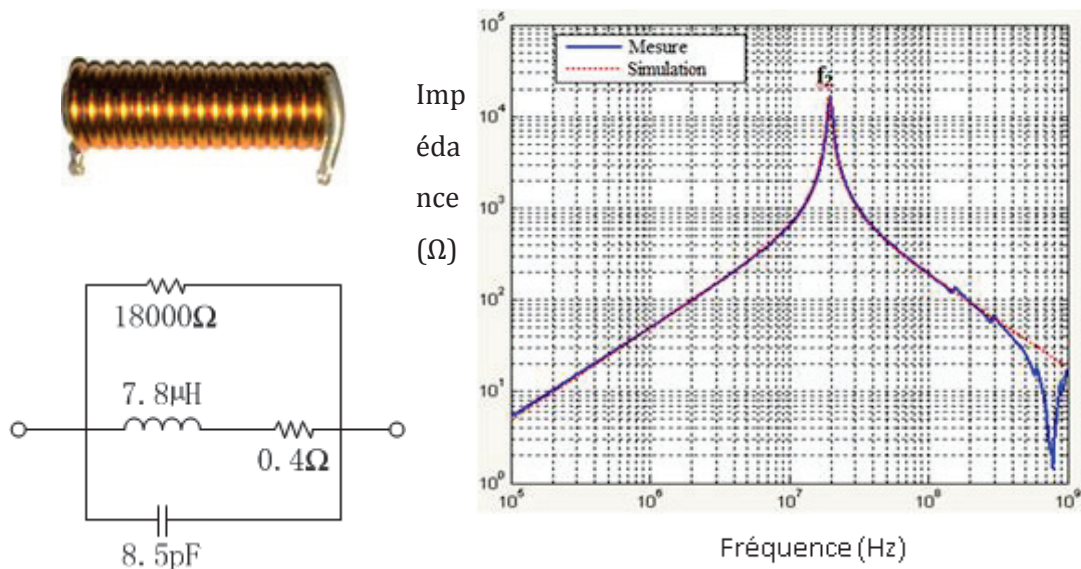 Imp
éda
nce
(Ω)
10⁵
10⁴
10³
10²
10¹
10⁰
Mesure
Simulation
f₂
10⁵
10⁶
10⁷
10⁸
10⁹
Fréquence (Hz)
18000Ω
7.8μH
0.4Ω
8.5pF